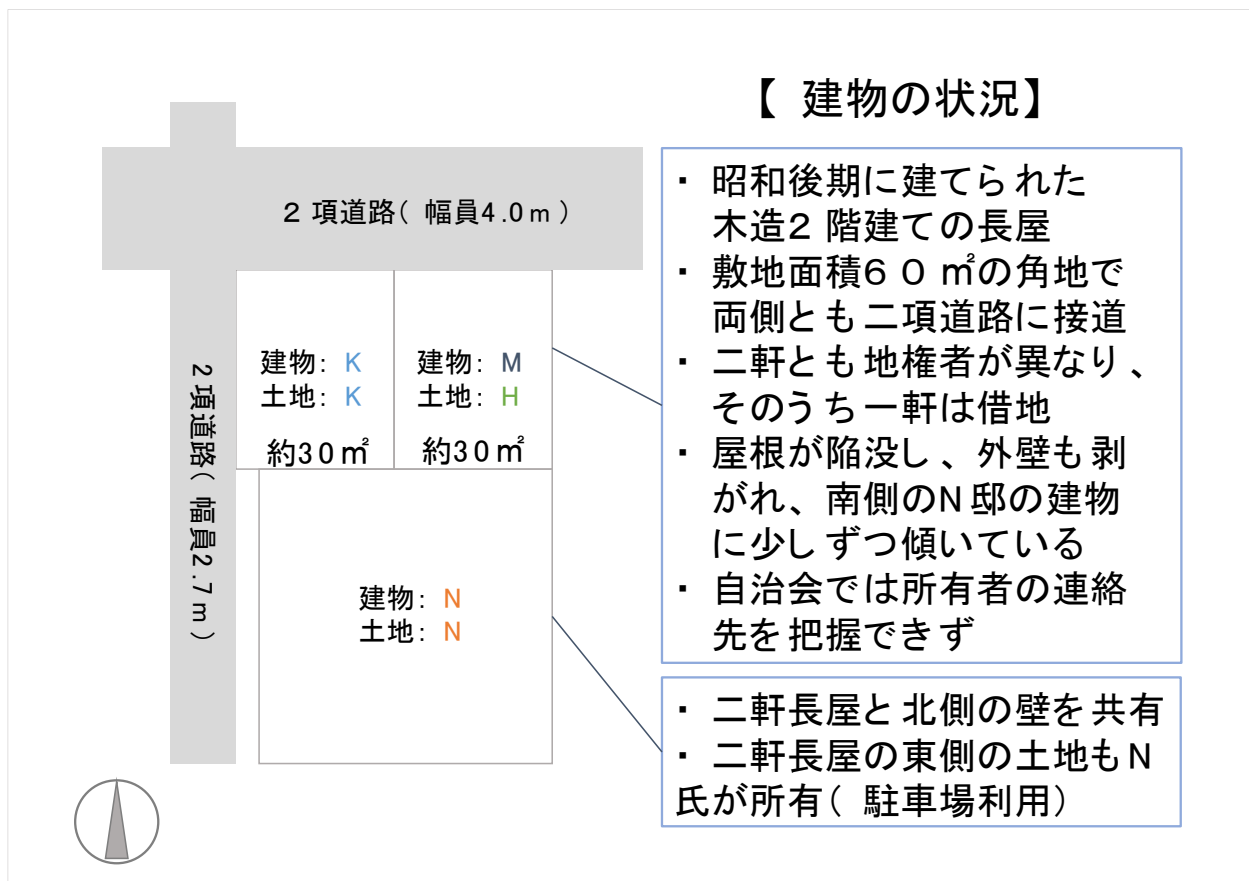 【 建物の状況】
2 項道路( 幅員4.0ｍ)
2項道路( 幅員2.7ｍ)
建物: K
土地: K
約30㎡
建物: M
土地: H
約30㎡
建物: N
土地: N
・ 昭和後期に建てられた
木造2 階建ての長屋
・ 敷地面積6 0 ㎡の角地で
両側とも二項道路に接道
・ 二軒とも地権者が異なり、
そのうち一軒は借地
・ 屋根が陥没し、外壁も剥
がれ、南側のN 邸の建物
に少しずつ傾いている
・ 自治会では所有者の連絡
先を把握できず
・ 二軒長屋と北側の壁を共有
・ 二軒長屋の東側の土地もN
氏が所有( 駐車場利用)